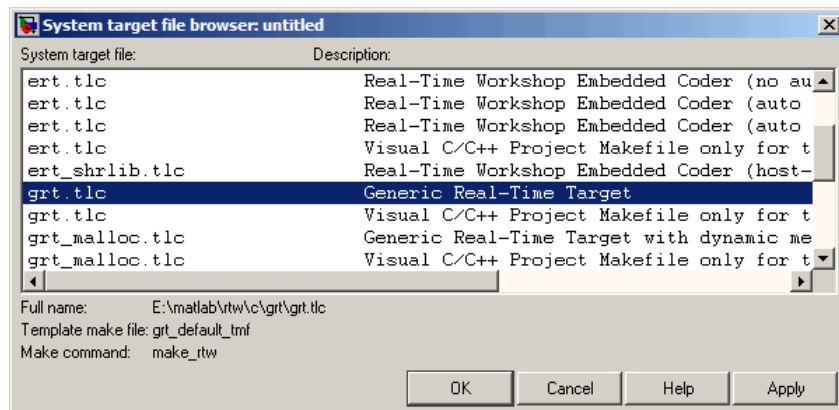 System target file browser: untitled
System target file: Description:
ert.tlc Real-Time Workshop Embedded Coder (no au
ert.tlc Real-Time Workshop Embedded Coder (auto
ert.tlc Real-Time Workshop Embedded Coder (auto
ert.tlc Visual C/C++ Project Makefile only for t
ert_shrlib.tlc Real-Time Workshop Embedded Coder (host-
grt.tlc Generic Real-Time Target
grt.tlc Visual C/C++ Project Makefile only for t
grt_malloc.tlc Generic Real-Time Target with dynamic me
grt_malloc.tlc Visual C/C++ Project Makefile only for t
Full name: E:\matlab\rtw\c\grt\grt.tlc
Template make file: grt_default_tmf
Make command: make_rtw
OK Cancel Help Apply